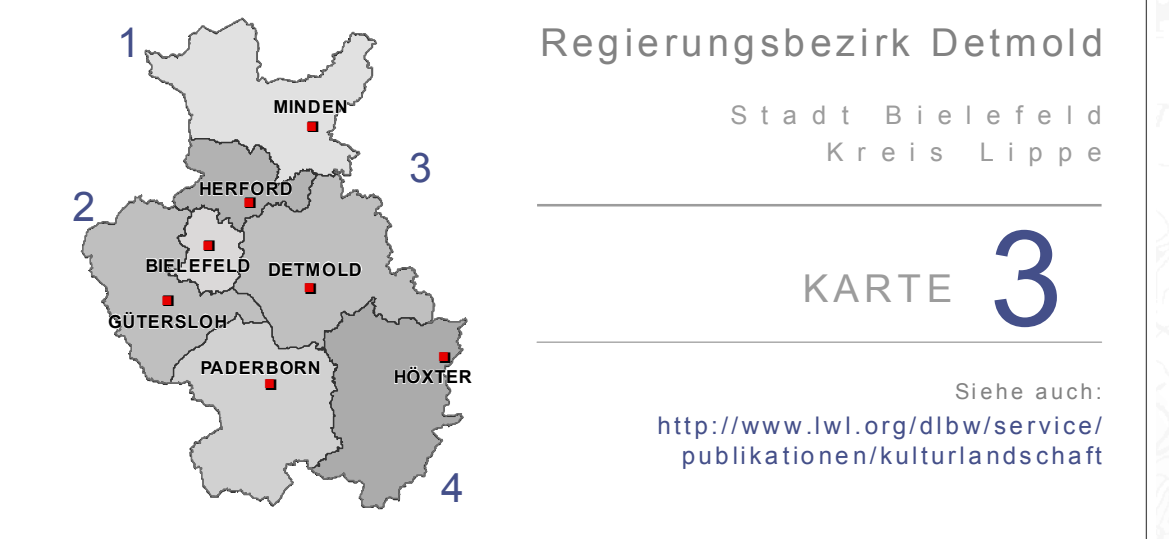 1
MINDEN
3
HERFORD
2
BIELEFELD
DETMOLD
GÜTERSLOH
PADERBORN
HÖXTER
4
Regierungsbezirk Detmold
Stadt Bielefeld
Kreis Lippe
KARTE 3
Siehe auch:
http://www.lwl.org/dlbw/service/
publikationen/kulturlandschaft